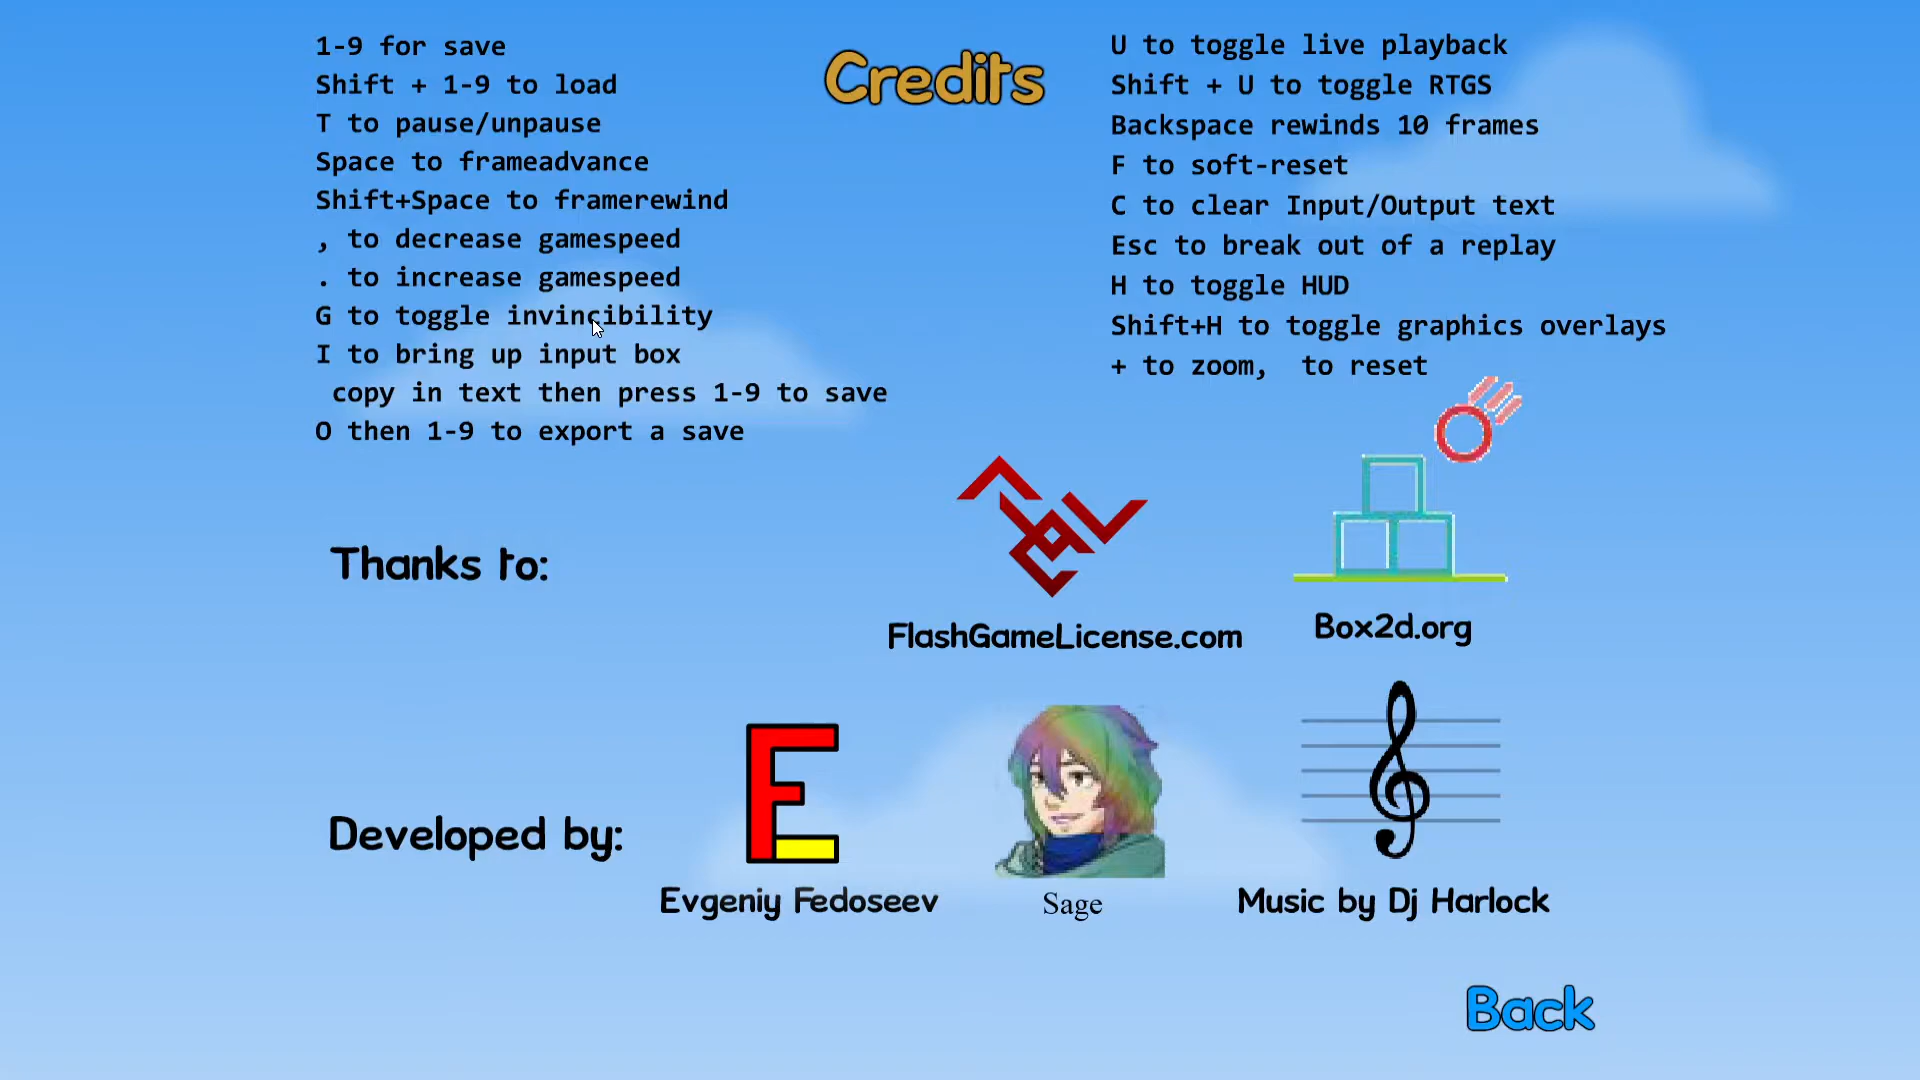 1-9 for save
Shift + 1-9 to load
T to pause/unpause
Space to frameadvance
Shift+Space to framerewind
, to decrease gamespeed
. to increase gamespeed
G to toggle invincibility
I to bring up input box
copy in text then press 1-9 to save
O then 1-9 to export a save
Credits
U to toggle live playback
Shift + U to toggle RTGS
Backspace rewinds 10 frames
F to soft-reset
C to clear Input/Output text
Esc to break out of a replay
H to toggle HUD
Shift+H to toggle graphics overlays
+ to zoom,  to reset
Thanks to:
FlashGameLicense.com
Box2d.org
Developed by:
E
Evgeniy Fedoseev
Sage
Music by Dj Harlock
Back